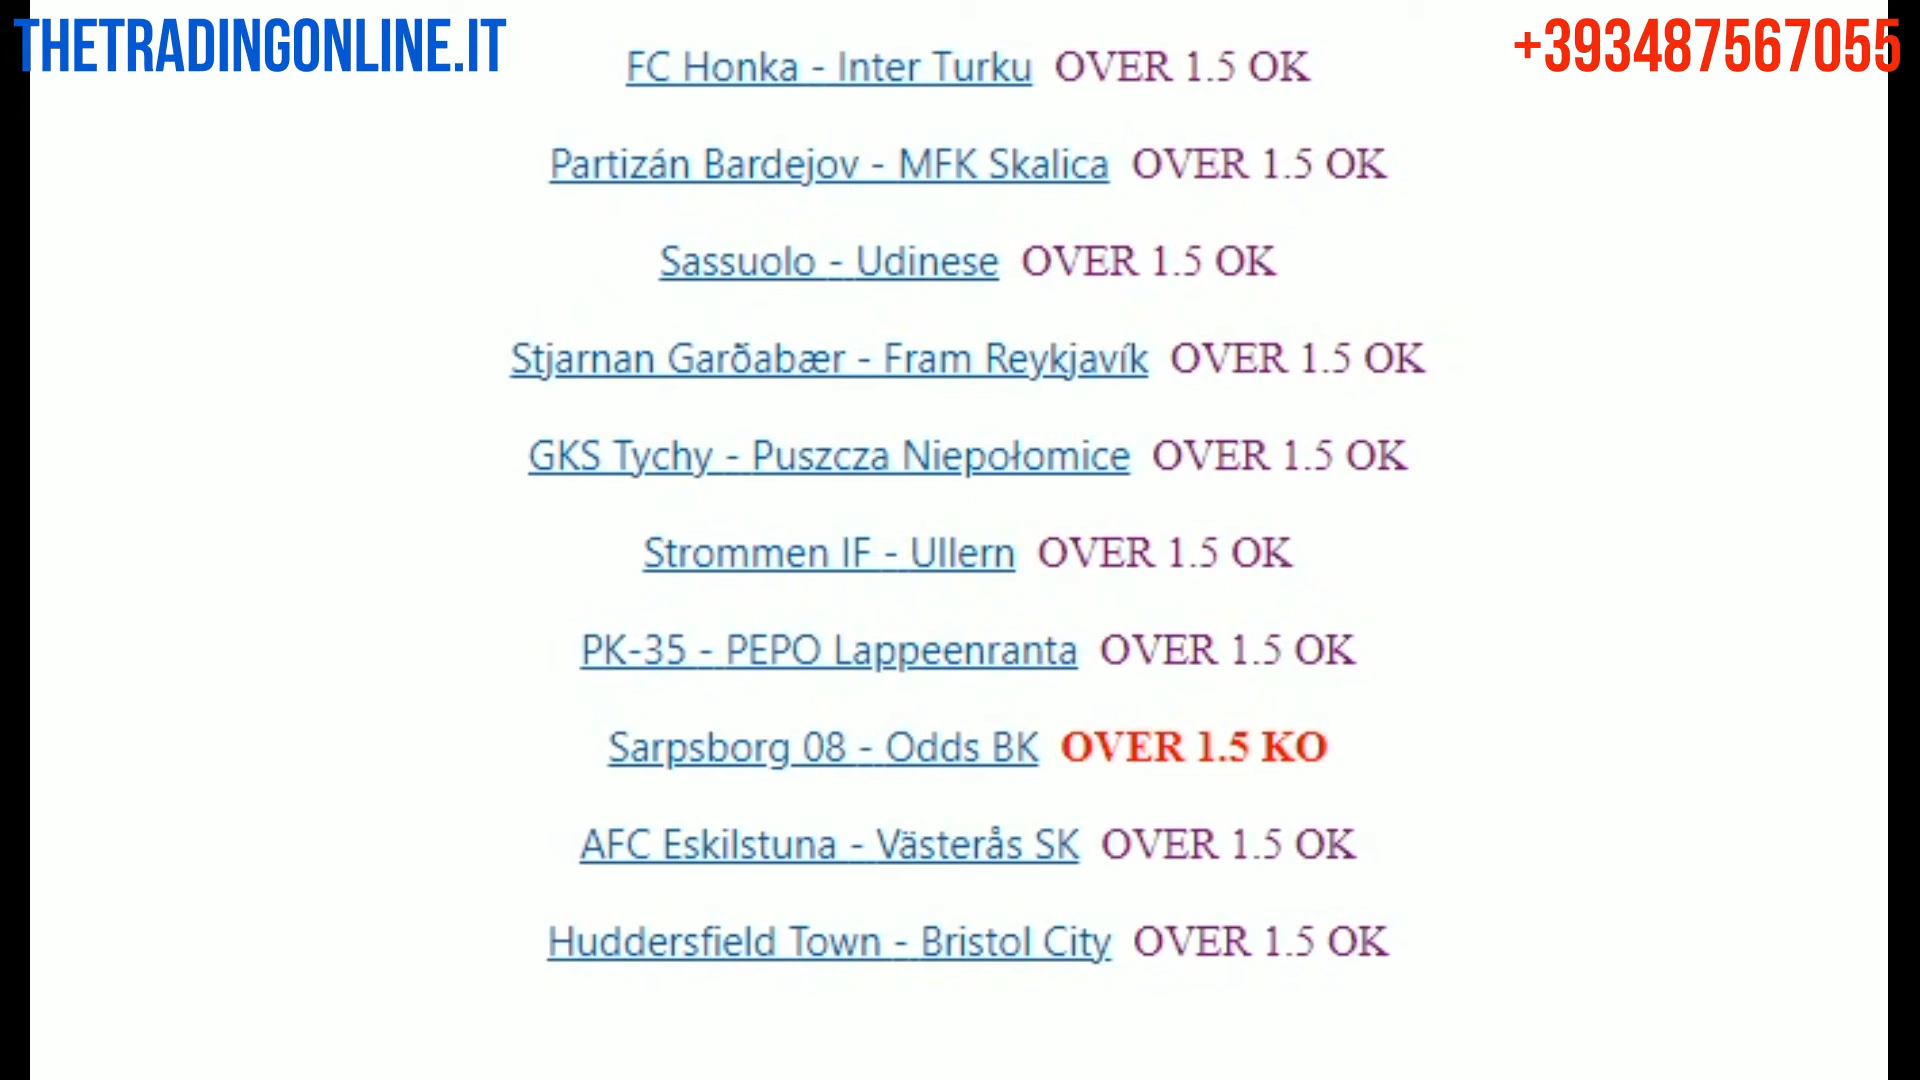 THETRADINGONLINE.IT
+393487567055
FC Honka - Inter Turku OVER 1.5 OK
Partizán Bardejov - MFK Skalica OVER 1.5 OK
Sassuolo - Udinese OVER 1.5 OK
Stjarnan Garðabær - Fram Reykjavík OVER 1.5 OK
GKS Tychy - Puszcza Niepołomice OVER 1.5 OK
Strommen IF - Ullern OVER 1.5 OK
PK-35 - PEPO Lappeenranta OVER 1.5 OK
Sarpsborg 08 - Odds BK OVER 1.5 KO
AFC Eskilstuna - Västerås SK OVER 1.5 OK
Huddersfield Town - Bristol City OVER 1.5 OK